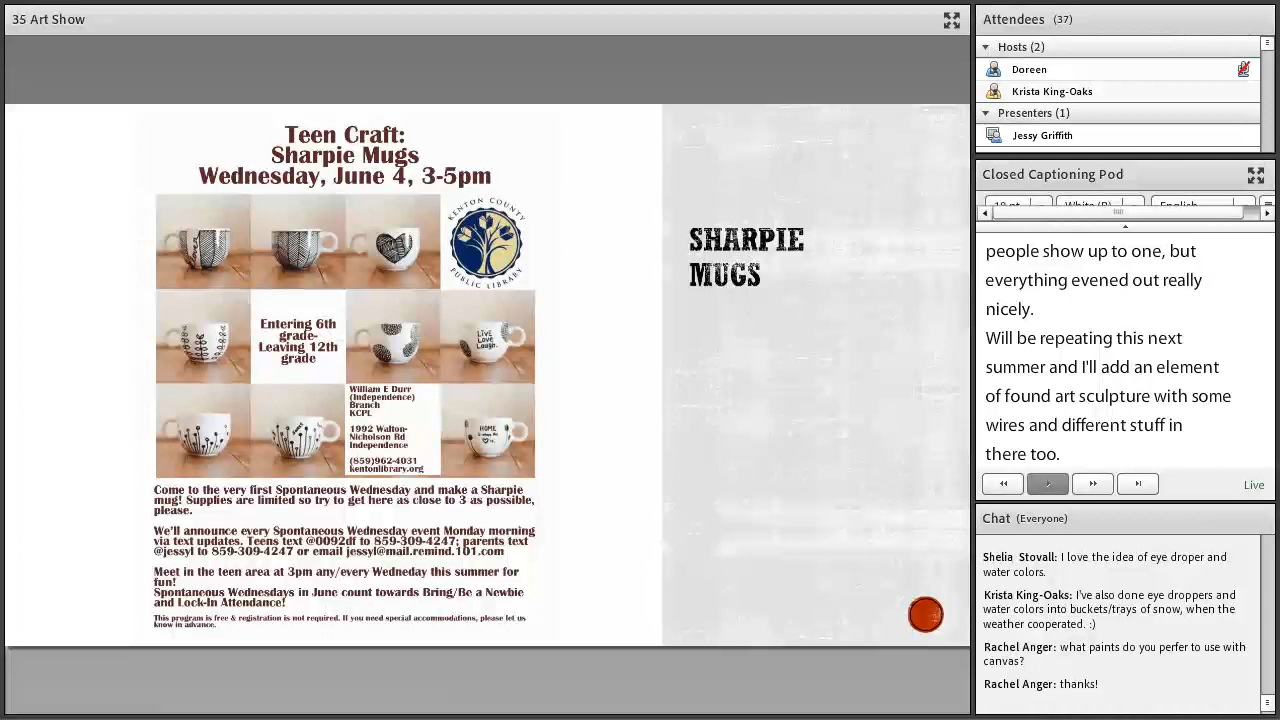 35 Art Show
Teen Craft:
Sharpie Mugs
Wednesday, June 4, 3-5pm
KENTON COUNTY
PUBLIC LIBRARY
Entering 6th
grade-
Leaving 12th
grade
LIVE
Love
Laugh.
William E Durr
(Independence)
Branch
KCPL
1992 Walton-
Nicholson Rd
Independence
(859)962-4031
kentonlibrary.org
HOME
Come to the very first Spontaneous Wednesday and make a Sharpie
mug! Supplies are limited so try to get here as close to 3 as possible,
please.
We'll announce every Spontaneous Wednesday event Monday morning
via text updates. Teens text @0092df to 859-309-4247; parents text
@jessyl to 859-309-4247 or email jessyl@mail.remind.101.com
Meet in the teen area at 3pm any/every Wedneday this summer for
fun!
Spontaneous Wednesdays in June count towards Bring/Be a Newbie
and Lock-In Attendance!
This program is free & registration is not required. If you need special accommodations, please let us
know in advance.
SHARPIE
MUGS
Attendees (37)
Hosts (2)
Doreen
Krista King-Oaks
Presenters (1)
Jessy Griffith
Closed Captioning Pod
18 pt White (B) English
people show up to one, but
everything evened out really
nicely.
Will be repeating this next
summer and I'll add an element
of found art sculpture with some
wires and different stuff in
there too.
Live
Chat (Everyone)
Shelia Stovall: I love the idea of eye droper and
water colors.
Krista King-Oaks: I've also done eye droppers and
water colors into buckets/trays of snow, when the
weather cooperated. :)
Rachel Anger: what paints do you perfer to use with
canvas?
Rachel Anger: thanks!